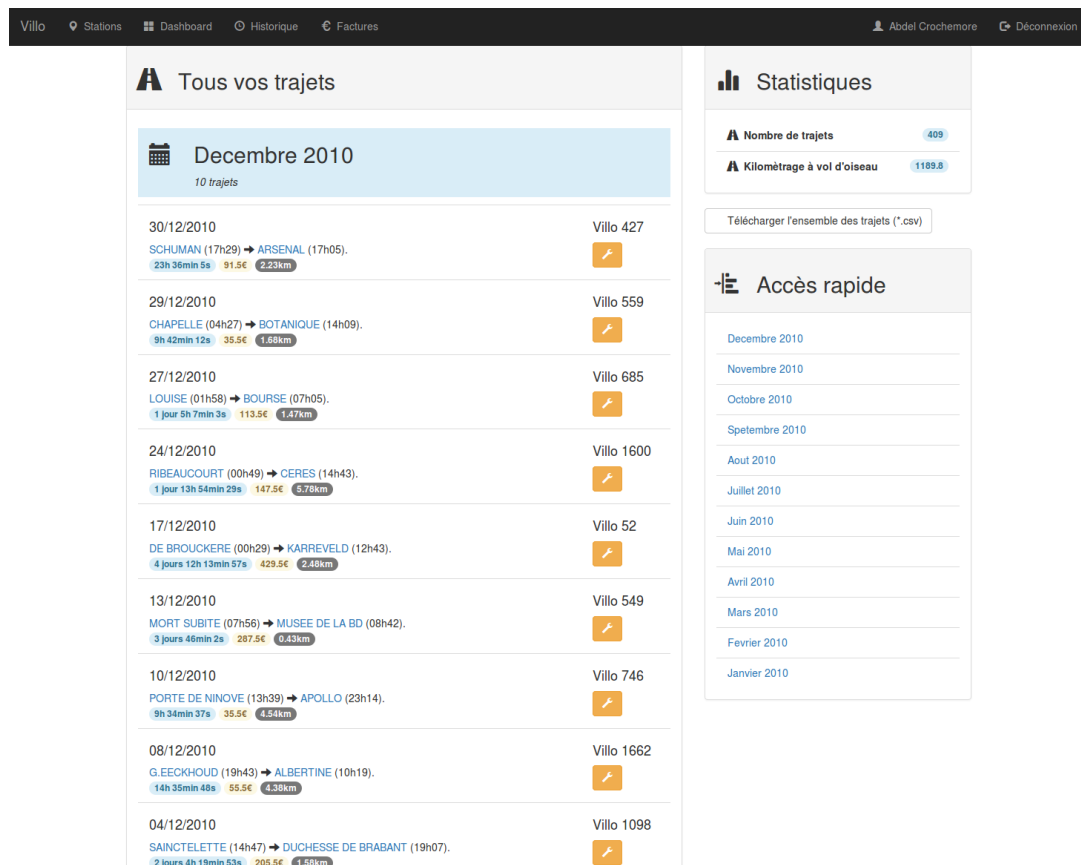 Villo Stations Dashboard Historique Factures Abdel Crochemore Déconnexion
Tous vos trajets
Decembre 2010
10 trajets
30/12/2010 Villo 427
SCHUMAN (17h29) ➔ ARSENAL (17h05).
23h 36min 5s 91.5€ 2.23km
29/12/2010 Villo 559
CHAPELLE (04h27) ➔ BOTANIQUE (14h09).
9h 42min 12s 35.5€ 1.68km
27/12/2010 Villo 685
LOUISE (01h58) ➔ BOURSE (07h05).
1 jour 5h 7min 3s 113.5€ 1.47km
24/12/2010 Villo 1600
RIBEAUCOURT (00h49) ➔ CERES (14h43).
1 jour 13h 54min 29s 147.5€ 5.78km
17/12/2010 Villo 52
DE BROUCKERE (00h29) ➔ KARREVELD (12h43).
4 jours 12h 13min 57s 429.5€ 2.48km
13/12/2010 Villo 549
MORT SUBITE (07h56) ➔ MUSEE DE LA BD (08h42).
3 jours 46min 2s 287.5€ 0.43km
10/12/2010 Villo 746
PORTE DE NINOVE (13h39) ➔ APOLLO (23h14).
9h 34min 37s 35.5€ 4.54km
08/12/2010 Villo 1662
G.EECKHOUD (19h43) ➔ ALBERTINE (10h19).
14h 35min 48s 55.5€ 4.38km
04/12/2010 Villo 1098
SAINCTELETTE (14h47) ➔ DUCHESSE DE BRABANT (19h07).
2 jours 4h 19min 53s 205.5€ 1.58km
Statistiques
Nombre de trajets 409
Kilomètrage à vol d'oiseau 1189.8
Télécharger l'ensemble des trajets (*.csv)
Accès rapide
Decembre 2010
Novembre 2010
Octobre 2010
Spetembre 2010
Aout 2010
Juillet 2010
Juin 2010
Mai 2010
Avril 2010
Mars 2010
Fevrier 2010
Janvier 2010